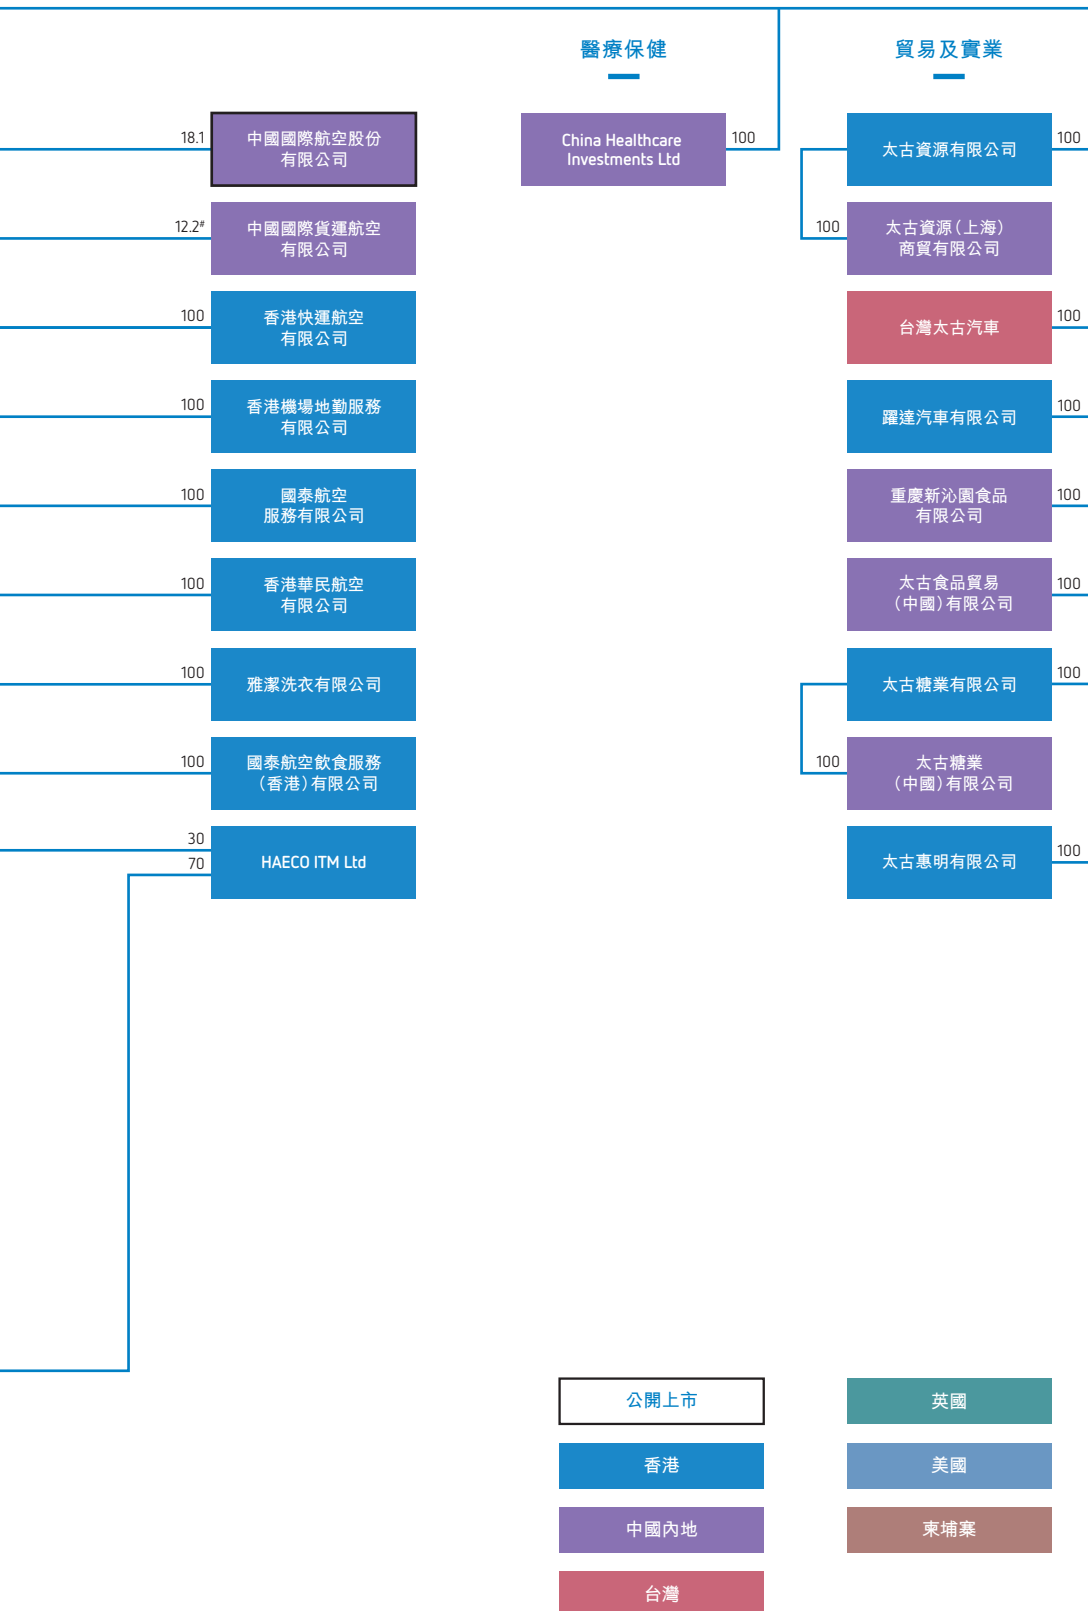 18.1
中國國際航空股份
有限公司
12.2#
中國國際貨運航空
有限公司
100
香港快運航空
有限公司
100
香港機場地勤服務
有限公司
100
國泰航空
服務有限公司
100
香港華民航空
有限公司
100
雅潔洗衣有限公司
100
國泰航空飲食服務
（香港）有限公司
30
70
HAECO ITM Ltd
醫療保健
China Healthcare
Investments Ltd
100
貿易及實業
太古資源有限公司
100
100
太古資源（上海）
商貿有限公司
台灣太古汽車
100
躍達汽車有限公司
100
重慶新沁園食品
有限公司
100
太古食品貿易
（中國）有限公司
100
太古糖業有限公司
100
100
太古糖業
（中國）有限公司
太古惠明有限公司
100
公開上市
香港
中國內地
台灣
英國
美國
柬埔寨